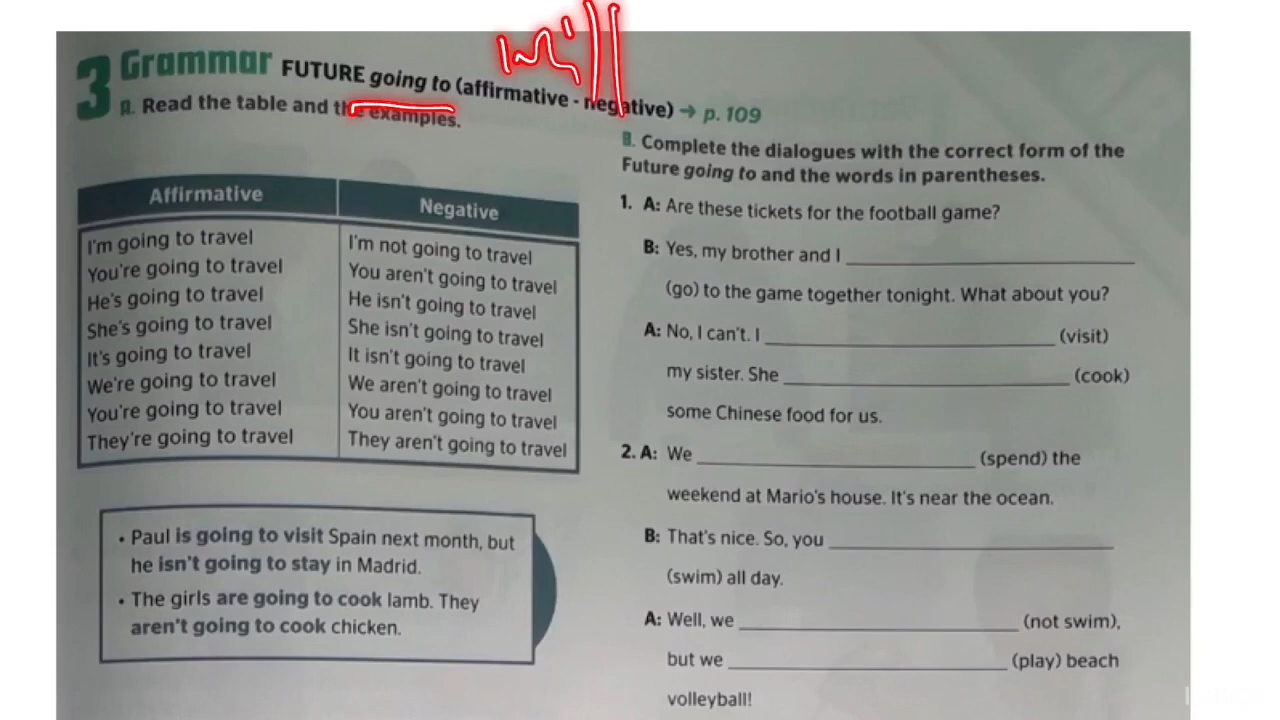 will
3 Grammar FUTURE going to (affirmative - negative) → p. 109
A. Read the table and the examples.
Affirmative Negative
I'm going to travel I'm not going to travel
You're going to travel You aren't going to travel
He's going to travel He isn't going to travel
She's going to travel She isn't going to travel
It's going to travel It isn't going to travel
We're going to travel We aren't going to travel
You're going to travel You aren't going to travel
They're going to travel They aren't going to travel
• Paul is going to visit Spain next month, but
he isn't going to stay in Madrid.
• The girls are going to cook lamb. They
aren't going to cook chicken.
B. Complete the dialogues with the correct form of the
Future going to and the words in parentheses.
1. A: Are these tickets for the football game?
B: Yes, my brother and I
(go) to the game together tonight. What about you?
A: No, I can't. I (visit)
my sister. She (cook)
some Chinese food for us.
2. A: We (spend) the
weekend at Mario's house. It's near the ocean.
B: That's nice. So, you
(swim) all day.
A: Well, we (not swim),
but we (play) beach
volleyball!